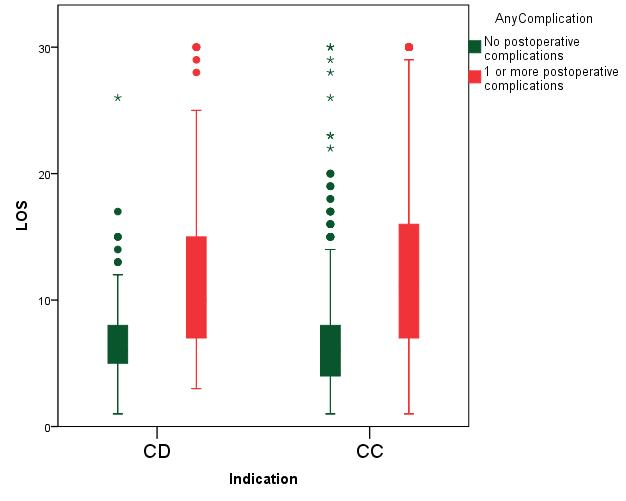 AnyComplication
No postoperative
complications
1 or more postoperative
complications
30
20
10
0
LOS
CD
CC
Indication